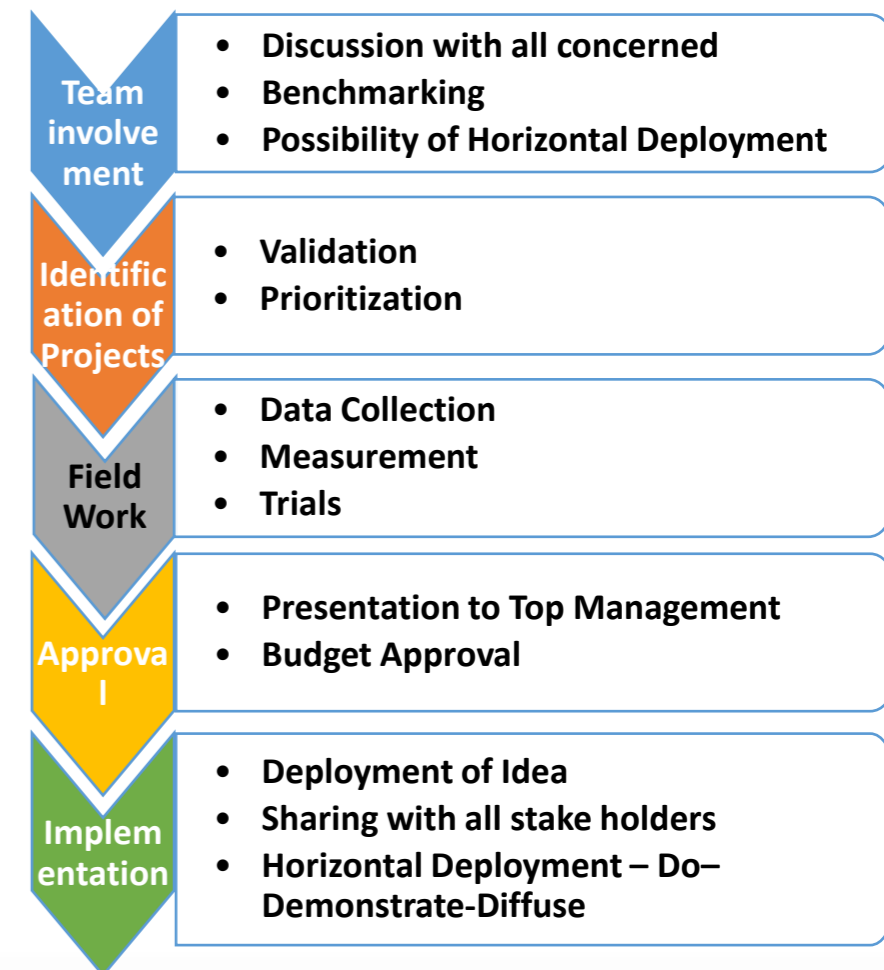 Team
involve
ment
• Discussion with all concerned
• Benchmarking
• Possibility of Horizontal Deployment
Identific
ation of
Projects
• Validation
• Prioritization
Field
Work
• Data Collection
• Measurement
• Trials
Approva
l
• Presentation to Top Management
• Budget Approval
Implem
entation
• Deployment of Idea
• Sharing with all stake holders
• Horizontal Deployment – Do–
Demonstrate-Diffuse